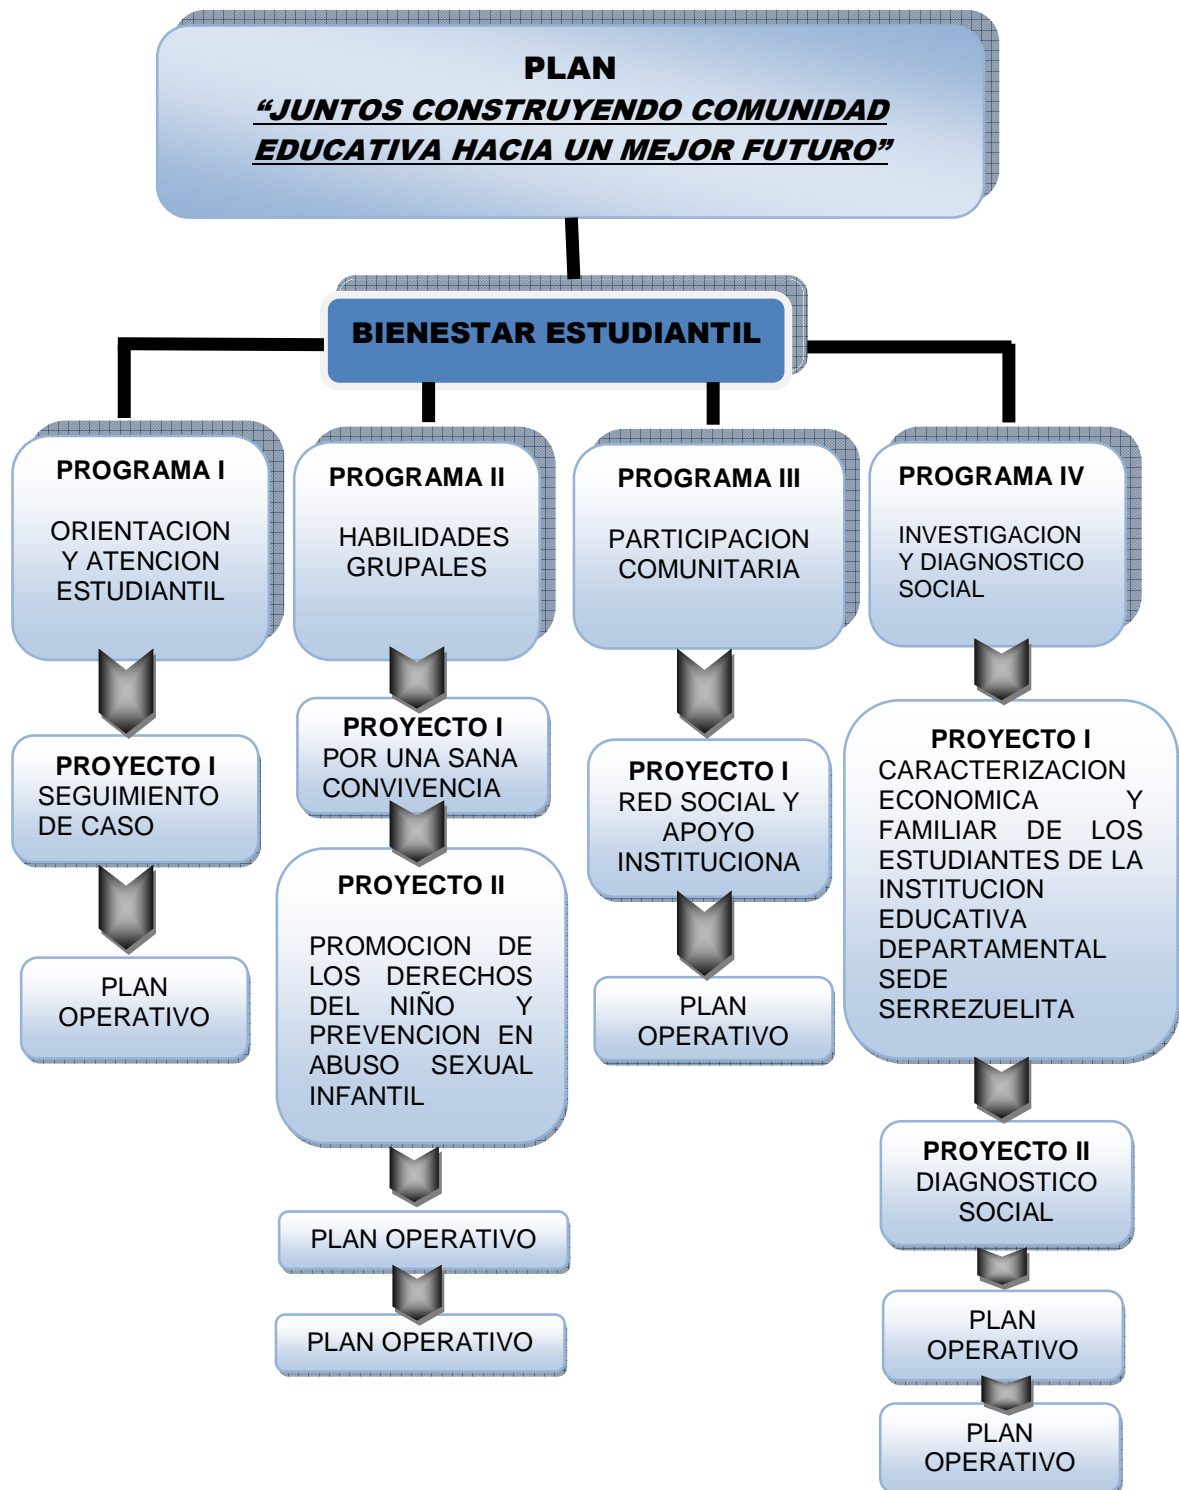 PLAN
“JUNTOS CONSTRUYENDO COMUNIDAD
EDUCATIVA HACIA UN MEJOR FUTURO”
BIENESTAR ESTUDIANTIL
PROGRAMA I
ORIENTACION
Y ATENCION
ESTUDIANTIL
PROYECTO I
SEGUIMIENTO
DE CASO
PLAN
OPERATIVO
PROGRAMA II
HABILIDADES
GRUPALES
PROYECTO I
POR UNA SANA
CONVIVENCIA
PROYECTO II
PROMOCION DE
LOS DERECHOS
DEL NIÑO Y
PREVENCION EN
ABUSO SEXUAL
INFANTIL
PLAN OPERATIVO
PLAN OPERATIVO
PROGRAMA III
PARTICIPACION
COMUNITARIA
PROYECTO I
RED SOCIAL Y
APOYO
INSTITUCIONA
PLAN
OPERATIVO
PROGRAMA IV
INVESTIGACION
Y DIAGNOSTICO
SOCIAL
PROYECTO I
CARACTERIZACION
ECONOMICA Y
FAMILIAR DE LOS
ESTUDIANTES DE LA
INSTITUCION
EDUCATIVA
DEPARTAMENTAL
SEDE
SERREZUELITA
PROYECTO II
DIAGNOSTICO
SOCIAL
PLAN
OPERATIVO
PLAN
OPERATIVO